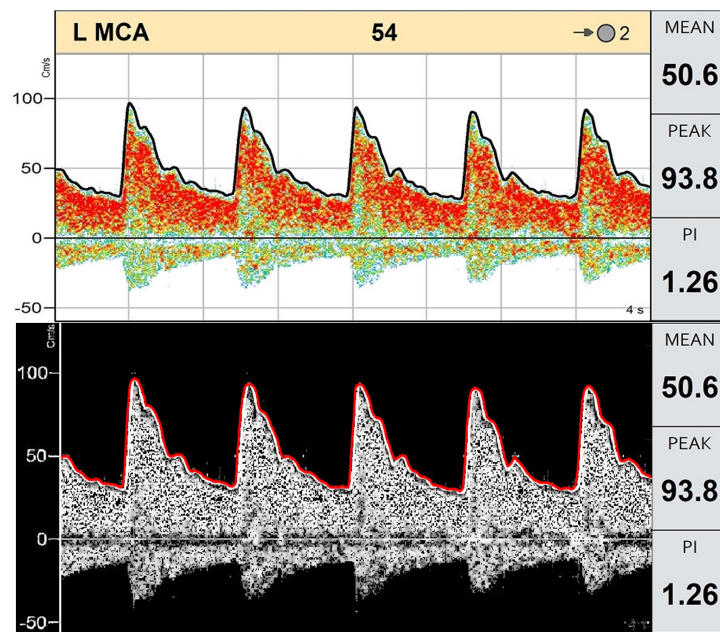 L MCA 54 2
Cm/s
100
50
0
-50
4 s
MEAN
50.6
PEAK
93.8
PI
1.26
Cm/s
100
50
0
-50
MEAN
50.6
PEAK
93.8
PI
1.26